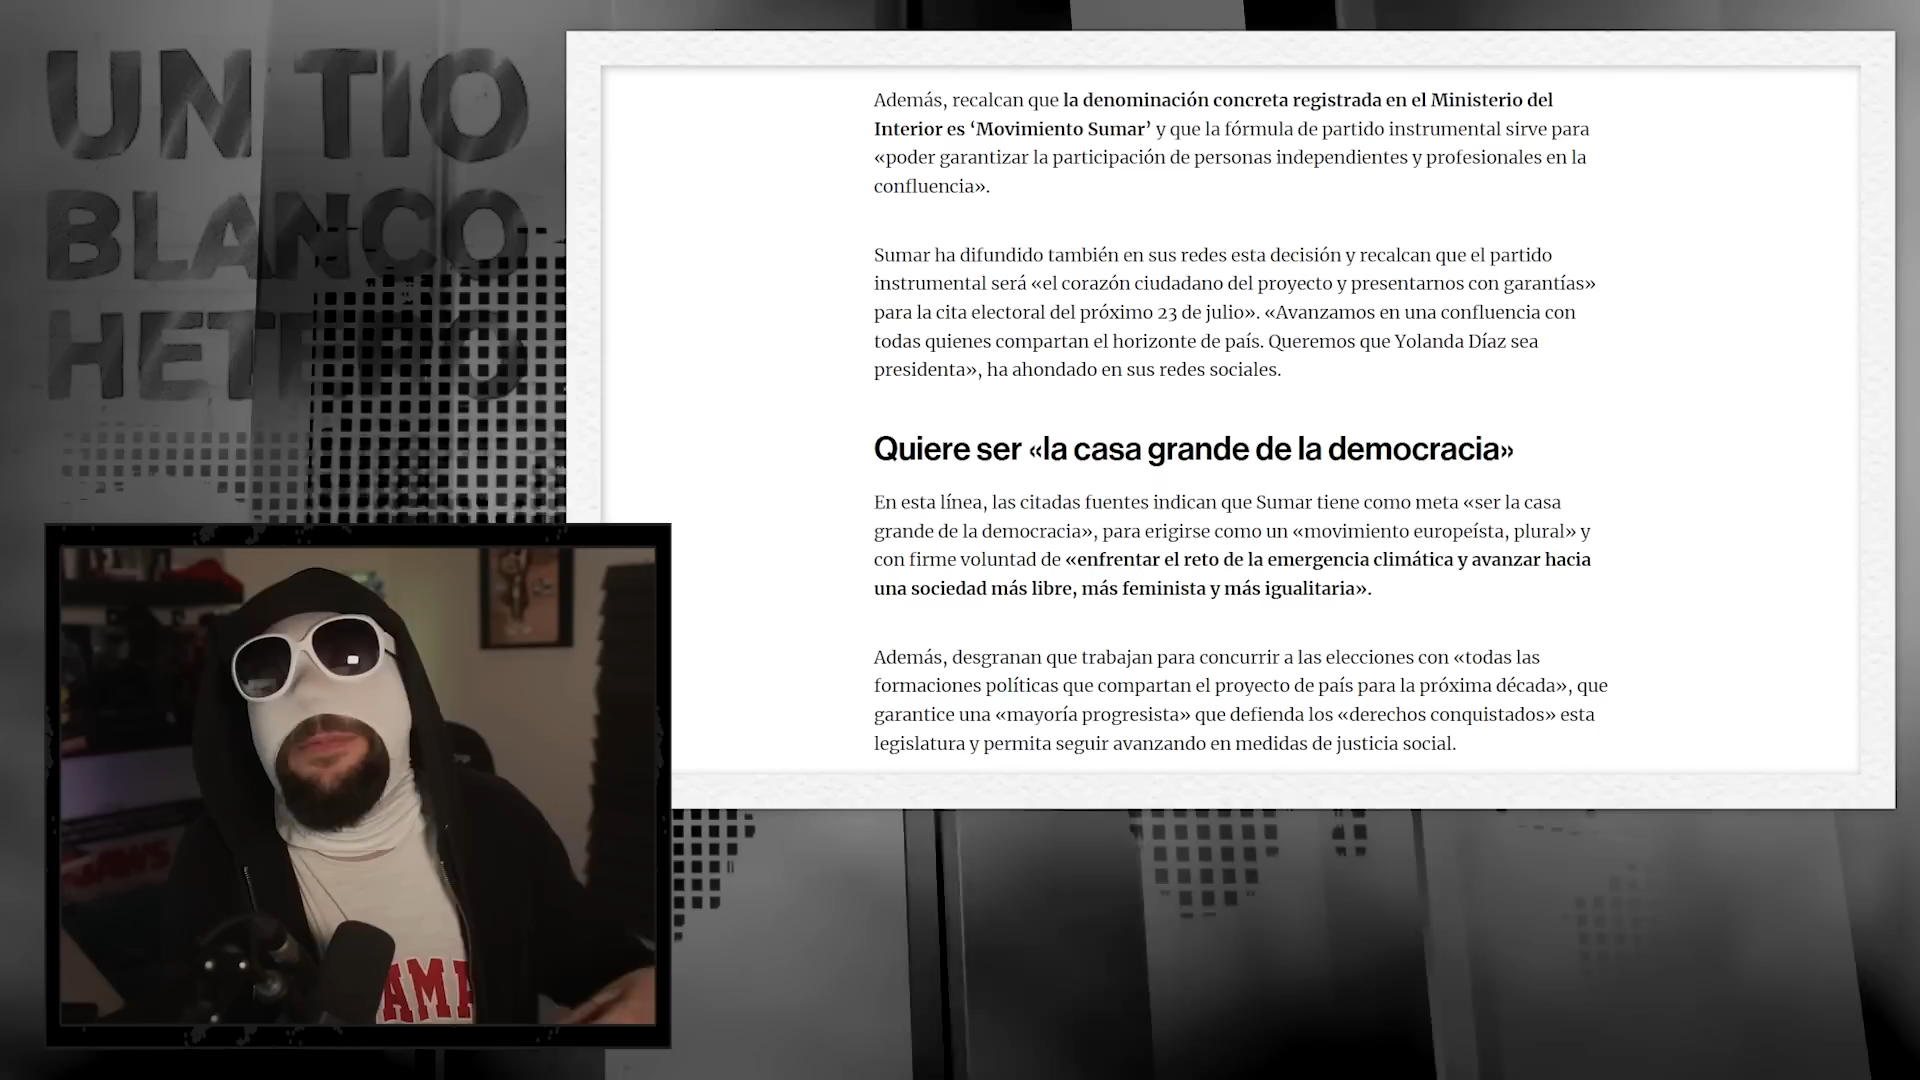 UN TIO
BLANCO
HETERO
Además, recalcan que la denominación concreta registrada en el Ministerio del
Interior es ‘Movimiento Sumar’ y que la fórmula de partido instrumental sirve para
«poder garantizar la participación de personas independientes y profesionales en la
confluencia».
Sumar ha difundido también en sus redes esta decisión y recalcan que el partido
instrumental será «el corazón ciudadano del proyecto y presentarnos con garantías»
para la cita electoral del próximo 23 de julio». «Avanzamos en una confluencia con
todas quienes compartan el horizonte de país. Queremos que Yolanda Díaz sea
presidenta», ha ahondado en sus redes sociales.
Quiere ser «la casa grande de la democracia»
En esta línea, las citadas fuentes indican que Sumar tiene como meta «ser la casa
grande de la democracia», para erigirse como un «movimiento europeísta, plural» y
con firme voluntad de «enfrentar el reto de la emergencia climática y avanzar hacia
una sociedad más libre, más feminista y más igualitaria».
Además, desgranan que trabajan para concurrir a las elecciones con «todas las
formaciones políticas que compartan el proyecto de país para la próxima década», que
garantice una «mayoría progresista» que defienda los «derechos conquistados» esta
legislatura y permita seguir avanzando en medidas de justicia social.